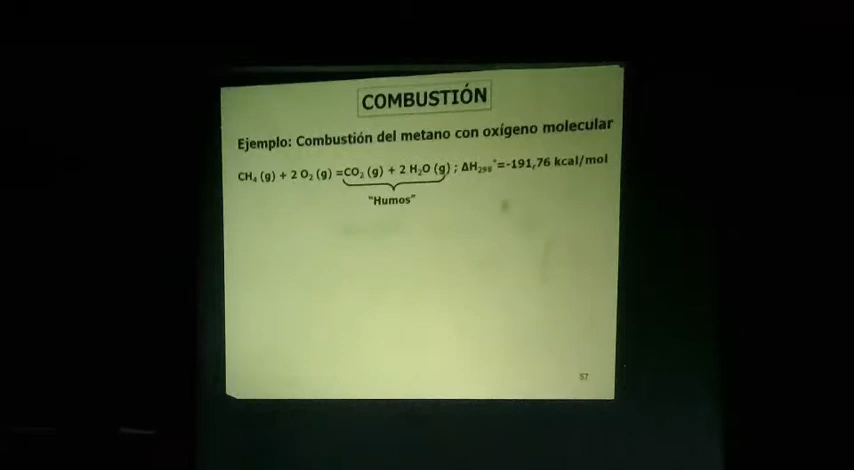 COMBUSTIÓN
Ejemplo: Combustión del metano con oxígeno molecular
CH₄ (g) + 2 O₂ (g) =CO₂ (g) + 2 H₂O (g) ; ΔH₂₉₈°=-191,76 kcal/mol
"Humos"
57